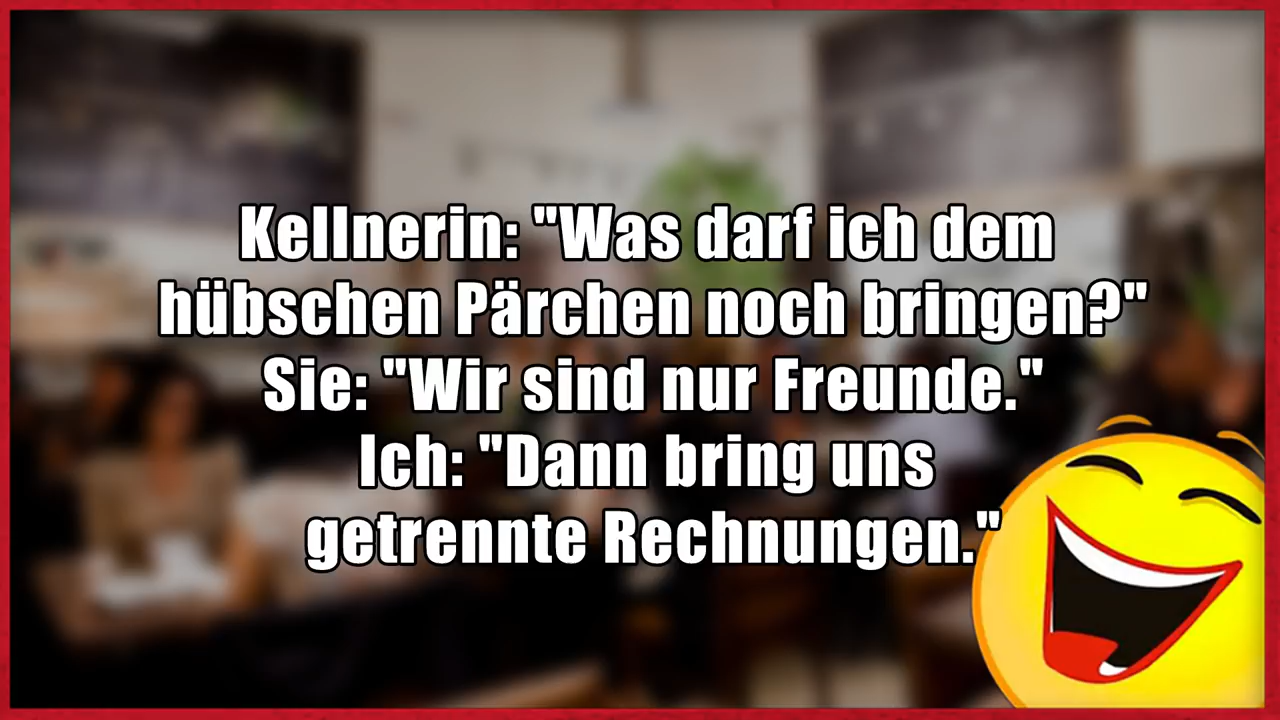 Kellnerin: "Was darf ich dem
hübschen Pärchen noch bringen?"
Sie: "Wir sind nur Freunde."
Ich: "Dann bring uns
getrennte Rechnungen."